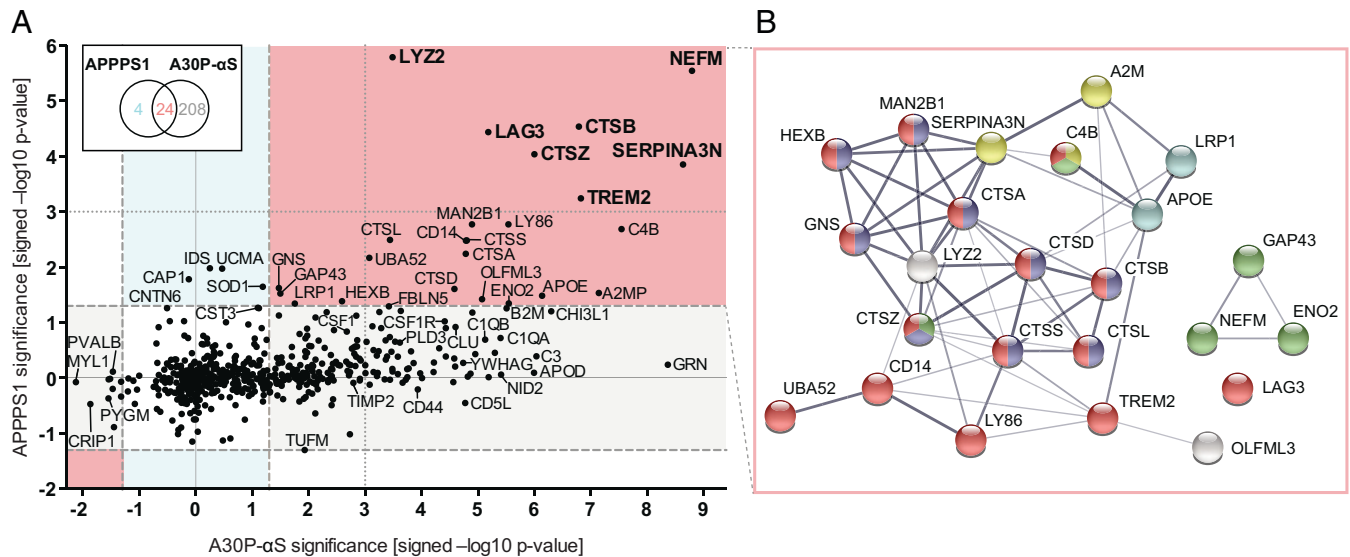 A
B
APPPS1 significance [signed –log10 p-value]
6
5
4
3
2
1
0
-1
-2
APPPS1 A30P-αS
4 24 208
LYZ2
NEFM
LAG3
CTSB
CTSZ
SERPINA3N
TREM2
MAN2B1
LY86
CTSL
CD14
CTSS
C4B
UBA52
CTSA
IDS UCMA
GNS
CAP1
SOD1
GAP43
CTSD
OLFML3
CNTN6
LRP1
HEXB
FBLN5
ENO2
APOE
A2MP
CST3
CSF1
CSF1R
C1QB
B2M
CHI3L1
PVALB
PLD3
CLU
C1QA
MYL1
YWHAG
C3
APOD
GRN
NID2
PYGM
TIMP2
CD44
CD5L
CRIP1
TUFM
-2 -1 0 1 2 3 4 5 6 7 8 9
A30P-αS significance [signed –log10 p-value]
A2M
MAN2B1
SERPINA3N
HEXB
C4B
LRP1
CTSA
APOE
GNS
LYZ2
CTSD
GAP43
CTSB
CTSZ
NEFM
ENO2
CTSS
CTSL
CD14
UBA52
LAG3
TREM2
LY86
OLFML3